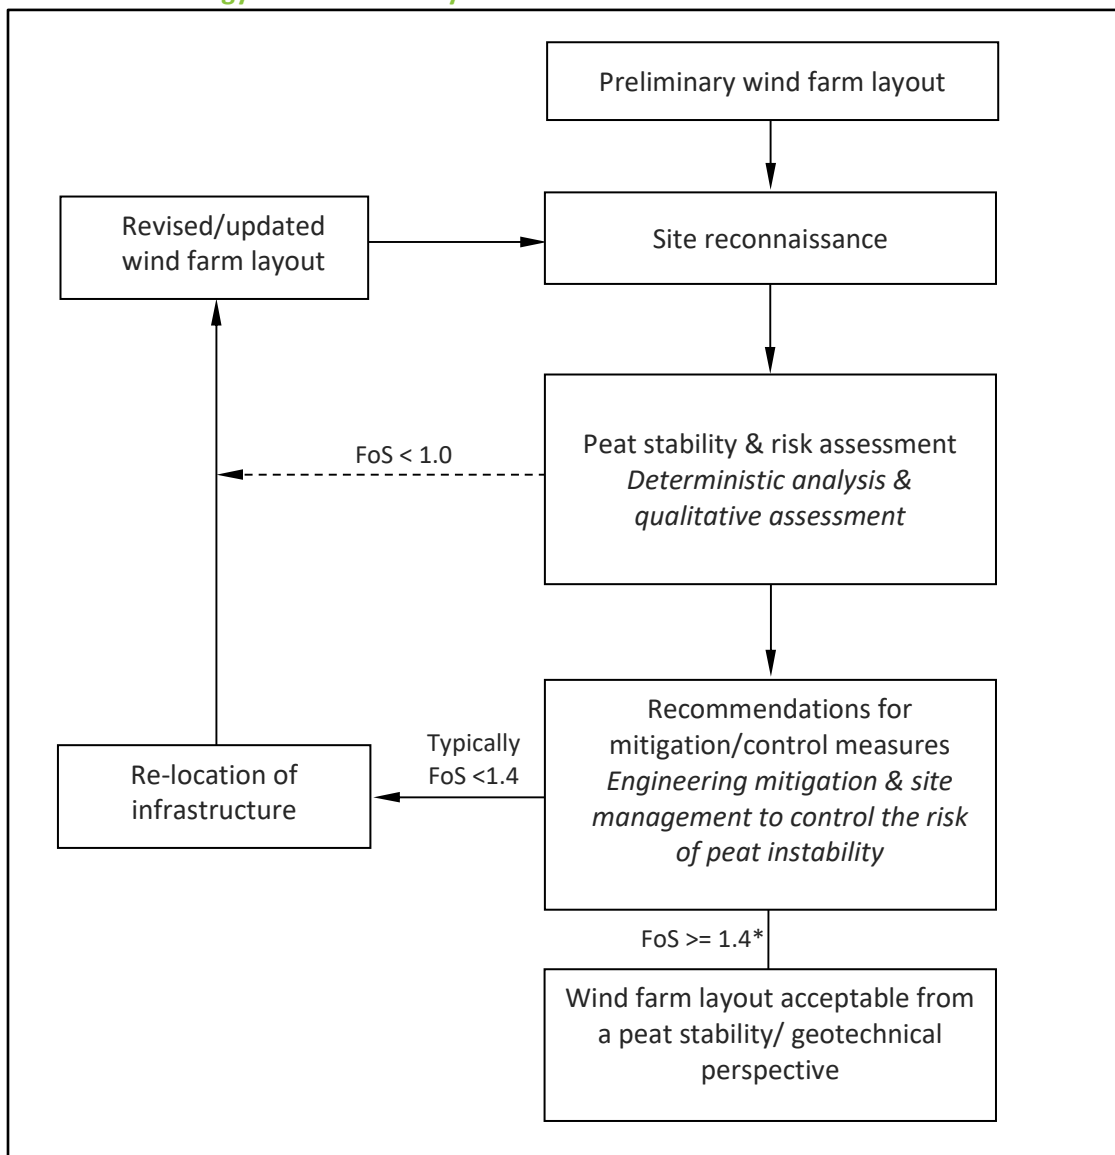 Preliminary wind farm layout
Revised/updated
wind farm layout
Site reconnaissance
FoS < 1.0
Peat stability & risk assessment
Deterministic analysis &
qualitative assessment
Re-location of
infrastructure
Typically
FoS <1.4
Recommendations for
mitigation/control measures
Engineering mitigation & site
management to control the risk
of peat instability
FoS >= 1.4*
Wind farm layout acceptable from
a peat stability/ geotechnical
perspective